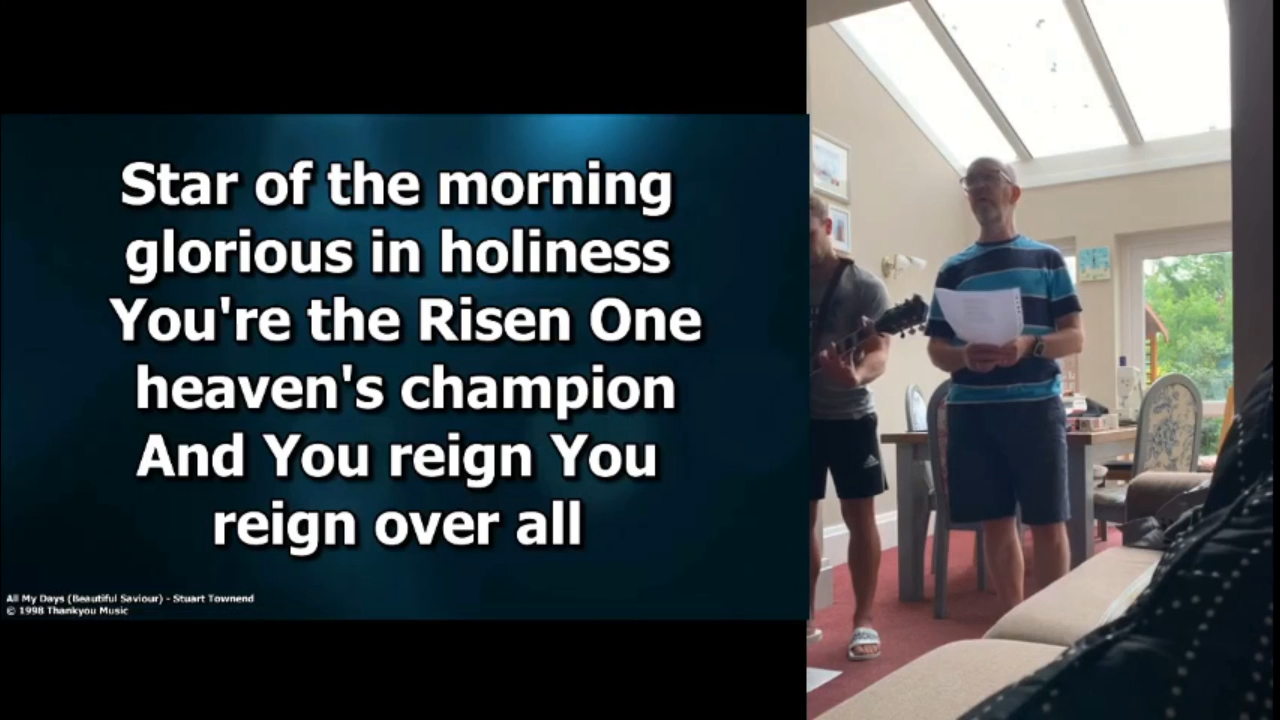 Star of the morning
glorious in holiness
You're the Risen One
heaven's champion
And You reign You
reign over all
All My Days (Beautiful Saviour) - Stuart Townend
© 1998 Thankyou Music